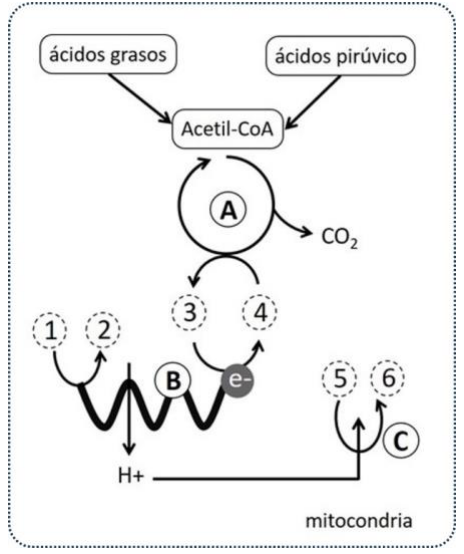 ácidos grasos
ácidos pirúvico
Acetil-CoA
A
CO₂
3 4
1 2
B e-
5 6
C
H+
mitocondria